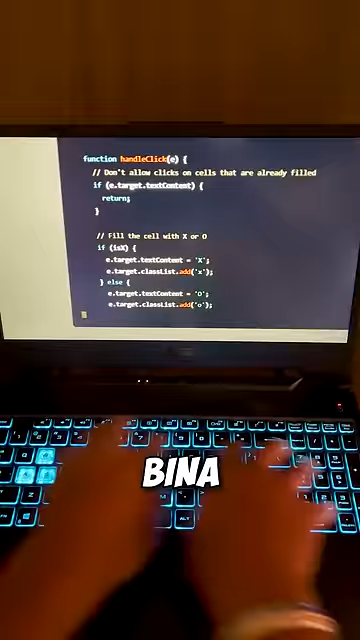 function handleClick(e) {
// Don't allow clicks on cells that are already filled
if (e.target.textContent) {
return;
}
// Fill the cell with X or O
if (isX) {
e.target.textContent = 'X';
e.target.classList.add('x');
} else {
e.target.textContent = 'O';
e.target.classList.add('o');
BINA